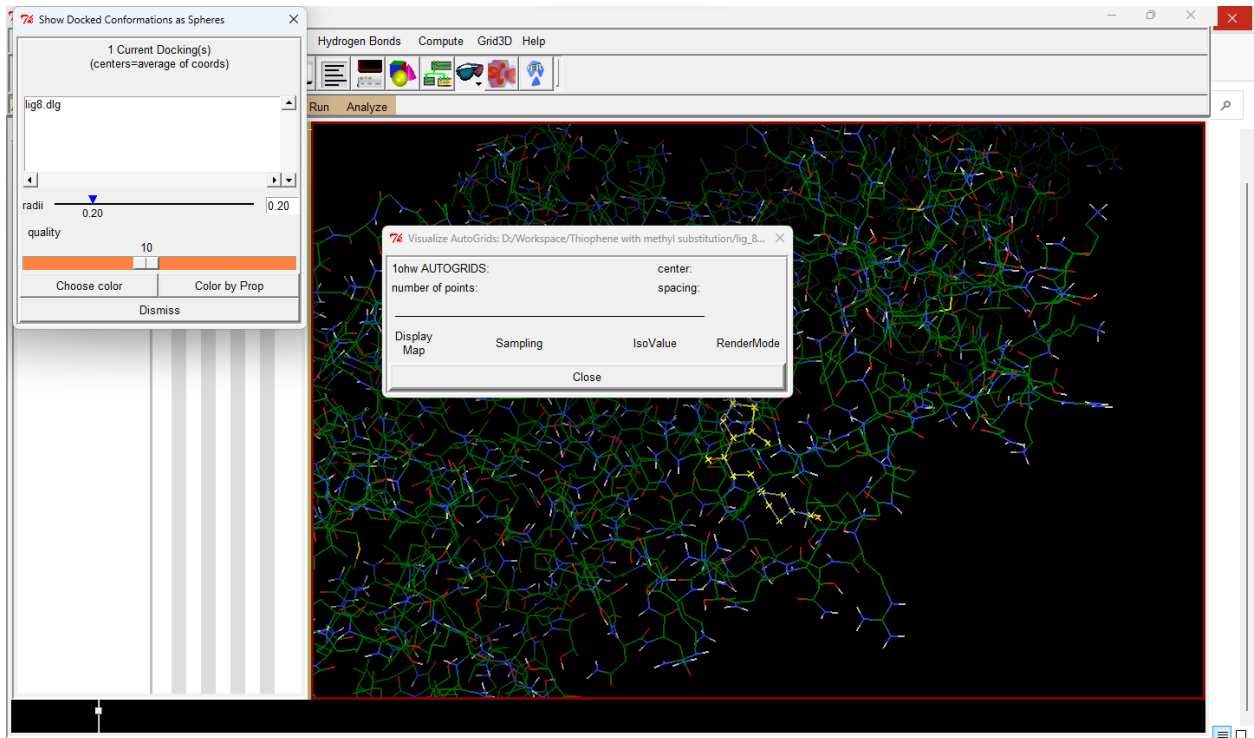 Show Docked Conformations as Spheres
1 Current Docking(s)
(centers=average of coords)
lig8.dlg
radii
0.20
0.20
quality
10
Choose color
Color by Prop
Dismiss
Hydrogen Bonds Compute Grid3D Help
Run Analyze
Visualize AutoGrids: D:/Workspace/Thiophene with methyl substitution/lig_8...
1ohw AUTOGRIDS:
center:
number of points:
spacing:
Display
Map
Sampling
IsoValue
RenderMode
Close